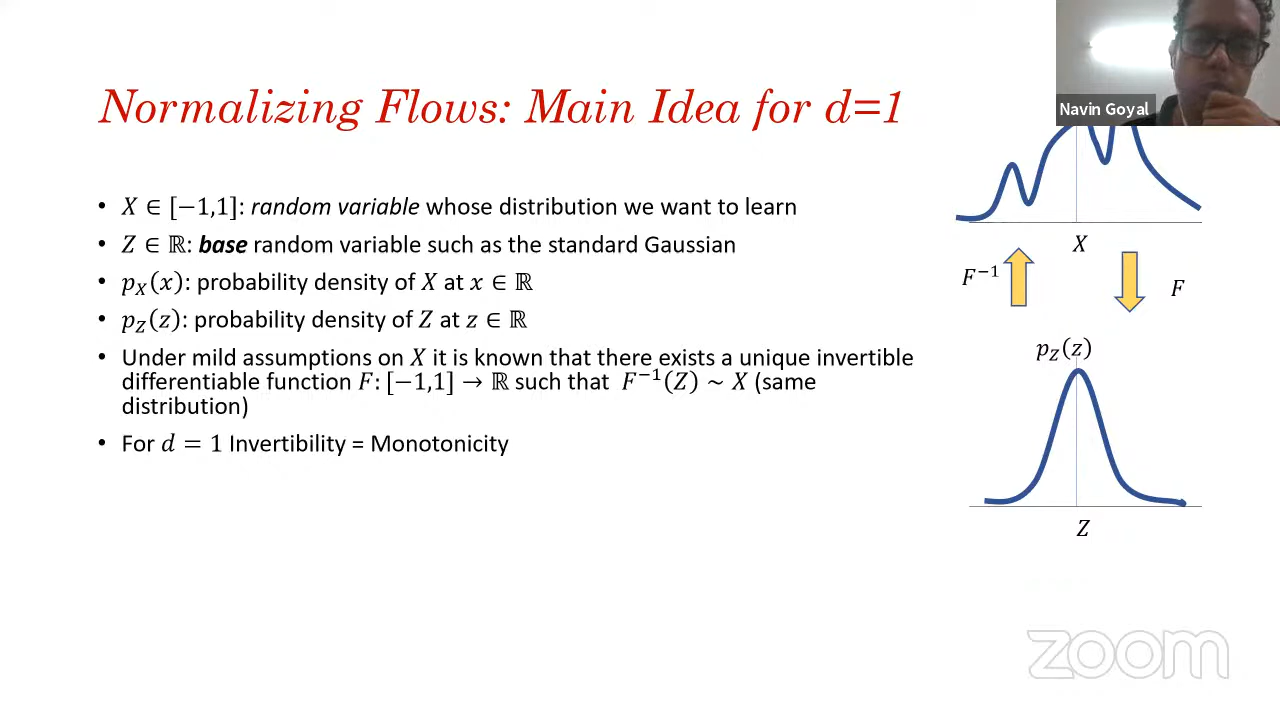 Navin Goyal
Normalizing Flows: Main Idea for d=1
• X ∈ [−1,1]: random variable whose distribution we want to learn
• Z ∈ ℝ: base random variable such as the standard Gaussian
• p_X(x): probability density of X at x ∈ ℝ
• p_Z(z): probability density of Z at z ∈ ℝ
• Under mild assumptions on X it is known that there exists a unique invertible
differentiable function F: [−1,1] → ℝ such that F⁻¹(Z) ~ X (same
distribution)
• For d = 1 Invertibility = Monotonicity
X
F⁻¹
F
p_Z(z)
Z
zoom